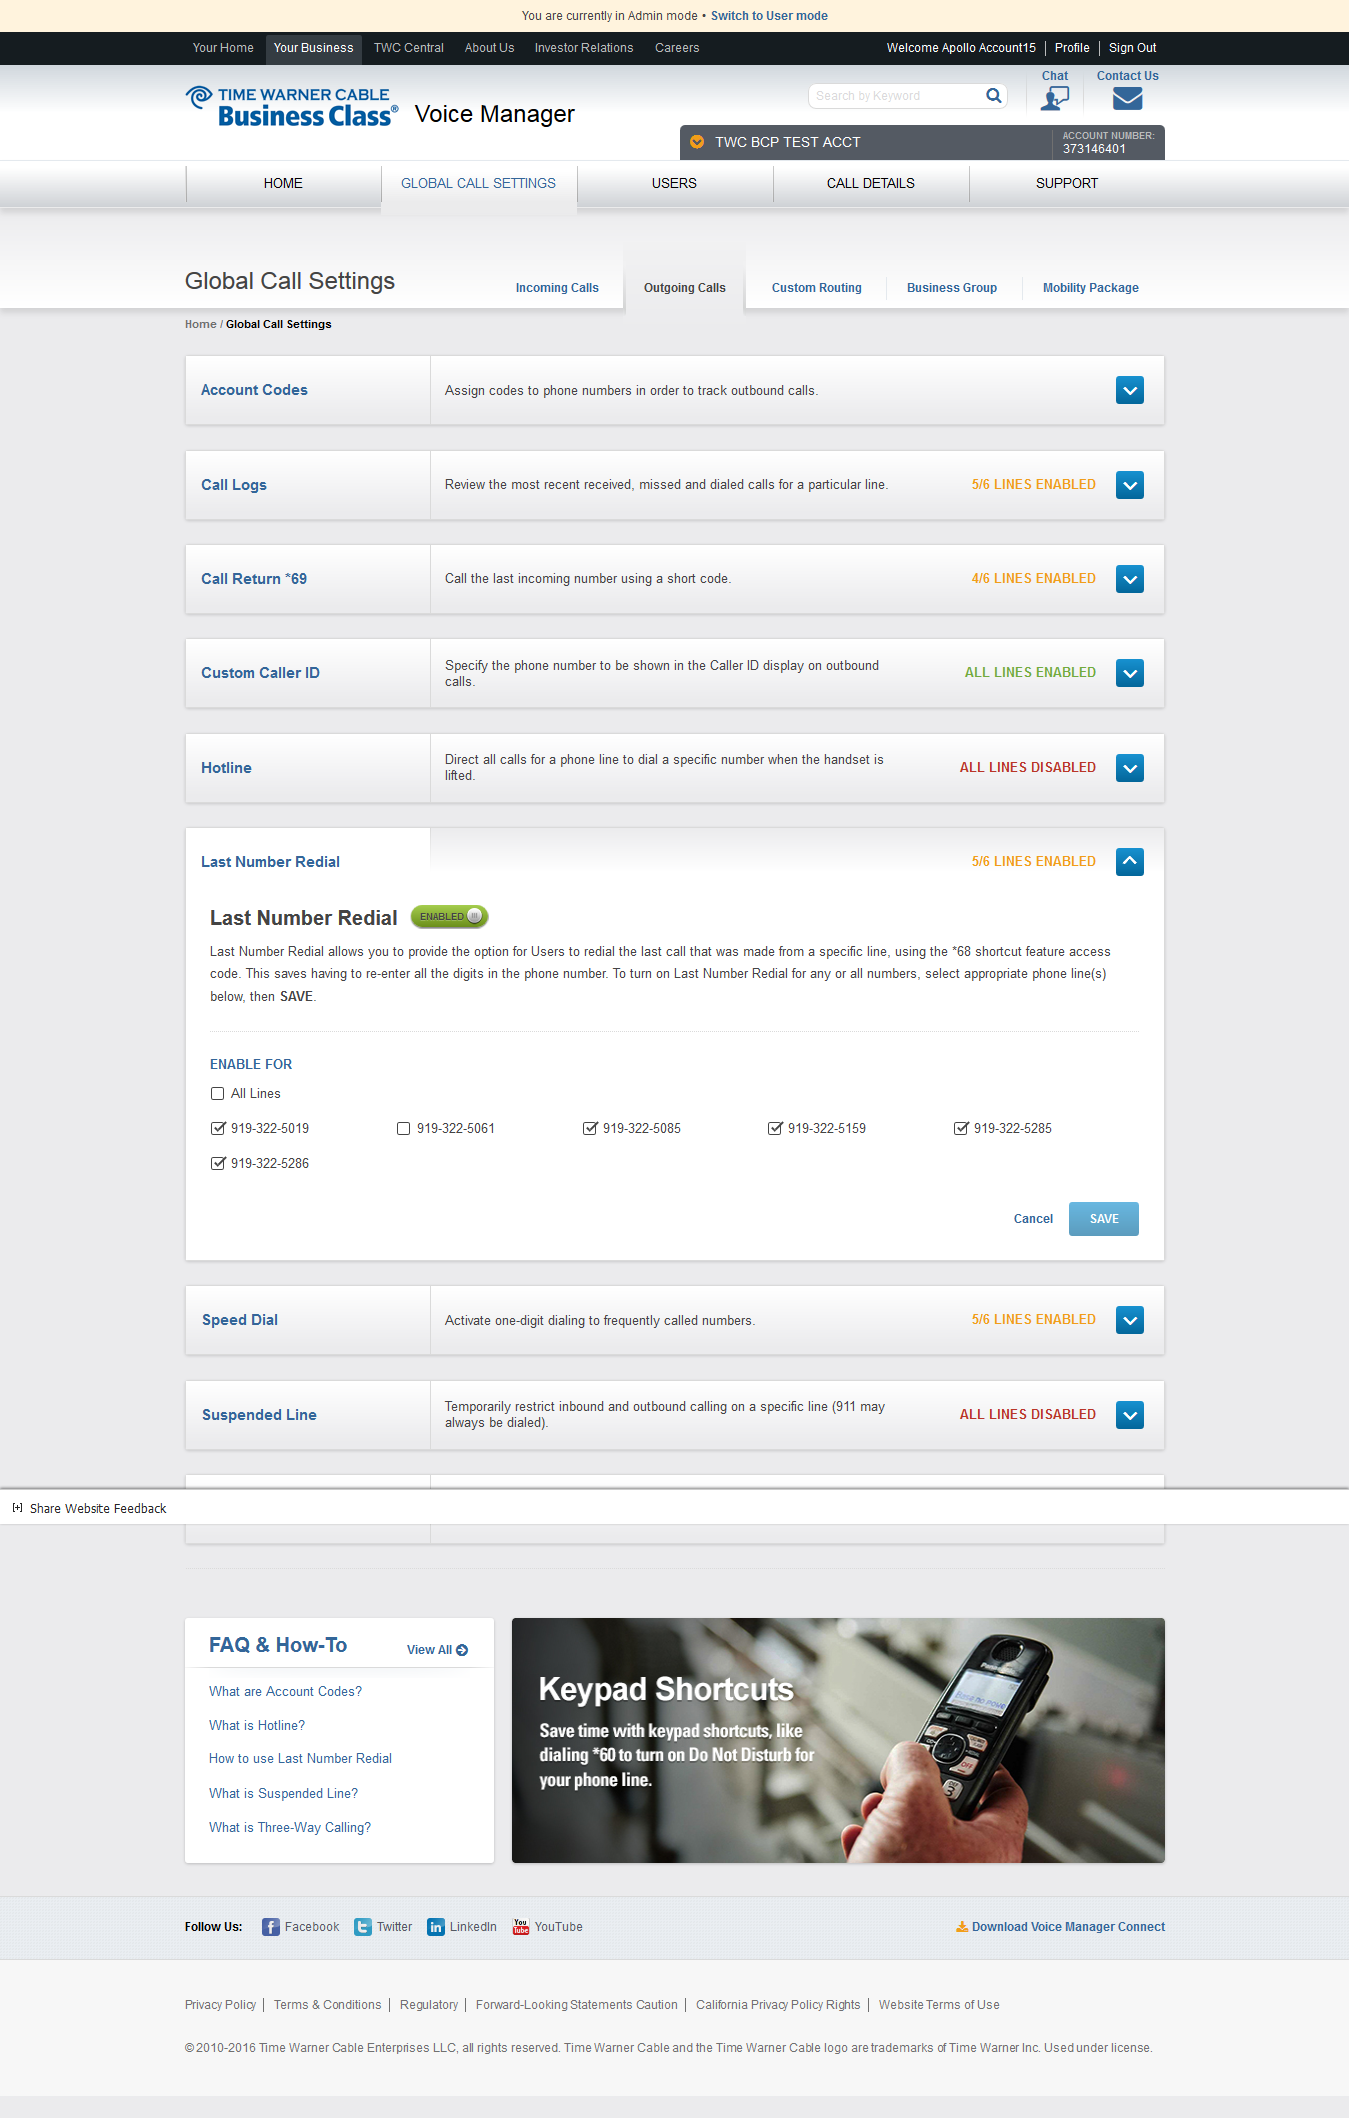 You are currently in Admin mode • Switch to User mode
Your Home Your Business TWC Central About Us Investor Relations Careers Welcome Apollo Account15 Profile Sign Out
TIME WARNER CABLE
Business Class®
Voice Manager
Search by Keyword
Chat
Contact Us
TWC BCP TEST ACCT
ACCOUNT NUMBER:
373146401
HOME GLOBAL CALL SETTINGS USERS CALL DETAILS SUPPORT
Global Call Settings
Incoming Calls Outgoing Calls Custom Routing Business Group Mobility Package
Home / Global Call Settings
Account Codes
Assign codes to phone numbers in order to track outbound calls.
Call Logs
Review the most recent received, missed and dialed calls for a particular line.
5/6 LINES ENABLED
Call Return *69
Call the last incoming number using a short code.
4/6 LINES ENABLED
Custom Caller ID
Specify the phone number to be shown in the Caller ID display on outbound
calls.
ALL LINES ENABLED
Hotline
Direct all calls for a phone line to dial a specific number when the handset is
lifted.
ALL LINES DISABLED
Last Number Redial
5/6 LINES ENABLED
Last Number Redial ENABLED
Last Number Redial allows you to provide the option for Users to redial the last call that was made from a specific line, using the *68 shortcut feature access
code. This saves having to re-enter all the digits in the phone number. To turn on Last Number Redial for any or all numbers, select appropriate phone line(s)
below, then SAVE.
ENABLE FOR
All Lines
919-322-5019 919-322-5061 919-322-5085 919-322-5159 919-322-5285
919-322-5286
Cancel SAVE
Speed Dial
Activate one-digit dialing to frequently called numbers.
5/6 LINES ENABLED
Suspended Line
Temporarily restrict inbound and outbound calling on a specific line (911 may
always be dialed).
ALL LINES DISABLED
[+] Share Website Feedback
FAQ & How-To
View All
What are Account Codes?
What is Hotline?
How to use Last Number Redial
What is Suspended Line?
What is Three-Way Calling?
Keypad Shortcuts
Save time with keypad shortcuts, like
dialing *60 to turn on Do Not Disturb for
your phone line.
Follow Us: Facebook Twitter LinkedIn YouTube
Download Voice Manager Connect
Privacy Policy Terms & Conditions Regulatory Forward-Looking Statements Caution California Privacy Policy Rights Website Terms of Use
© 2010-2016 Time Warner Cable Enterprises LLC, all rights reserved. Time Warner Cable and the Time Warner Cable logo are trademarks of Time Warner Inc. Used under license.